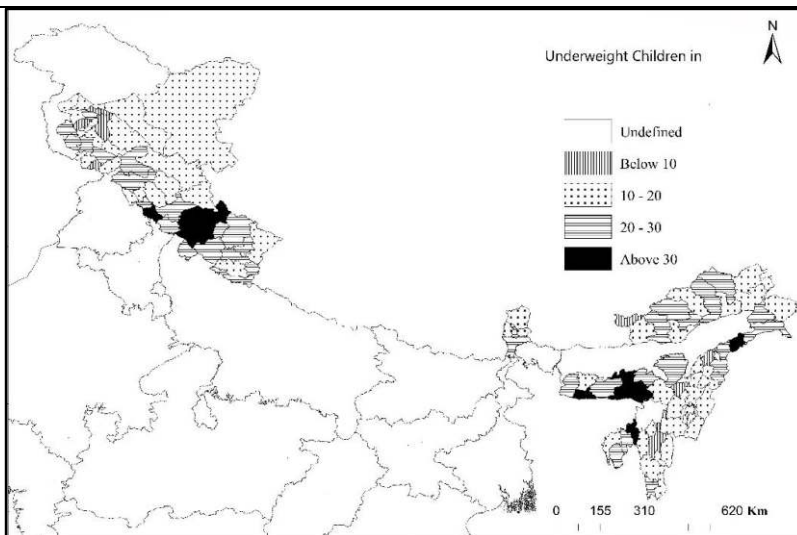 N
Underweight Children in
Undefined
Below 10
10 - 20
20 - 30
Above 30
0 155 310 620 Km